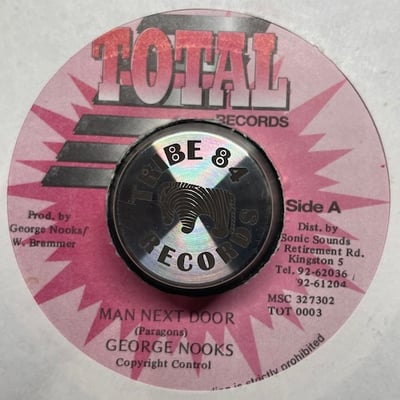 TOTAL
RECORDS
TRIBE 84
RECORDS
Side A
Prod. by
George Nooks/
W. Brammer
Dist. by
Sonic Sounds
Retirement Rd.
Kingston 5
Tel. 92-62036
92-61204
MSC 327302
TOT 0003
MAN NEXT DOOR
(Paragons)
GEORGE NOOKS
Copyright Control
is strictly prohibited